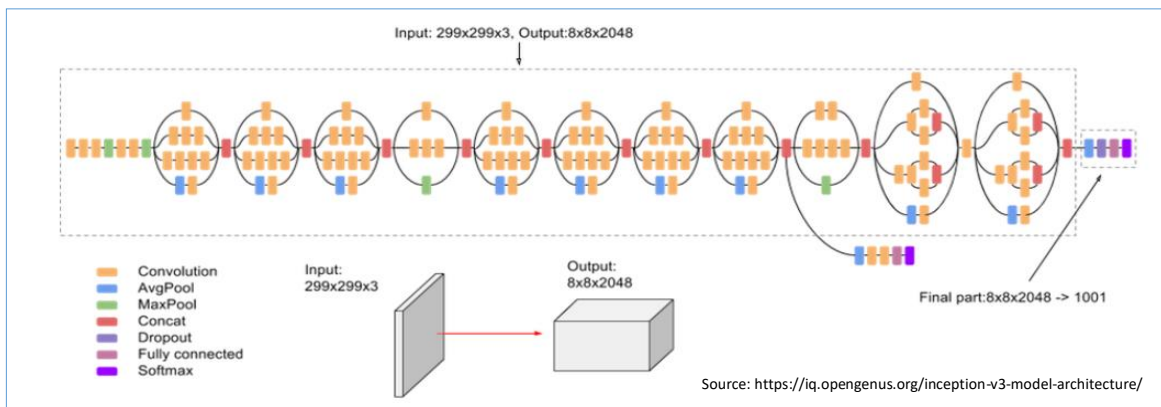 Input: 299x299x3, Output:8x8x2048
Convolution
AvgPool
MaxPool
Concat
Dropout
Fully connected
Softmax
Input:
299x299x3
Output:
8x8x2048
Final part:8x8x2048 -> 1001
Source: https://iq.opengenus.org/inception-v3-model-architecture/